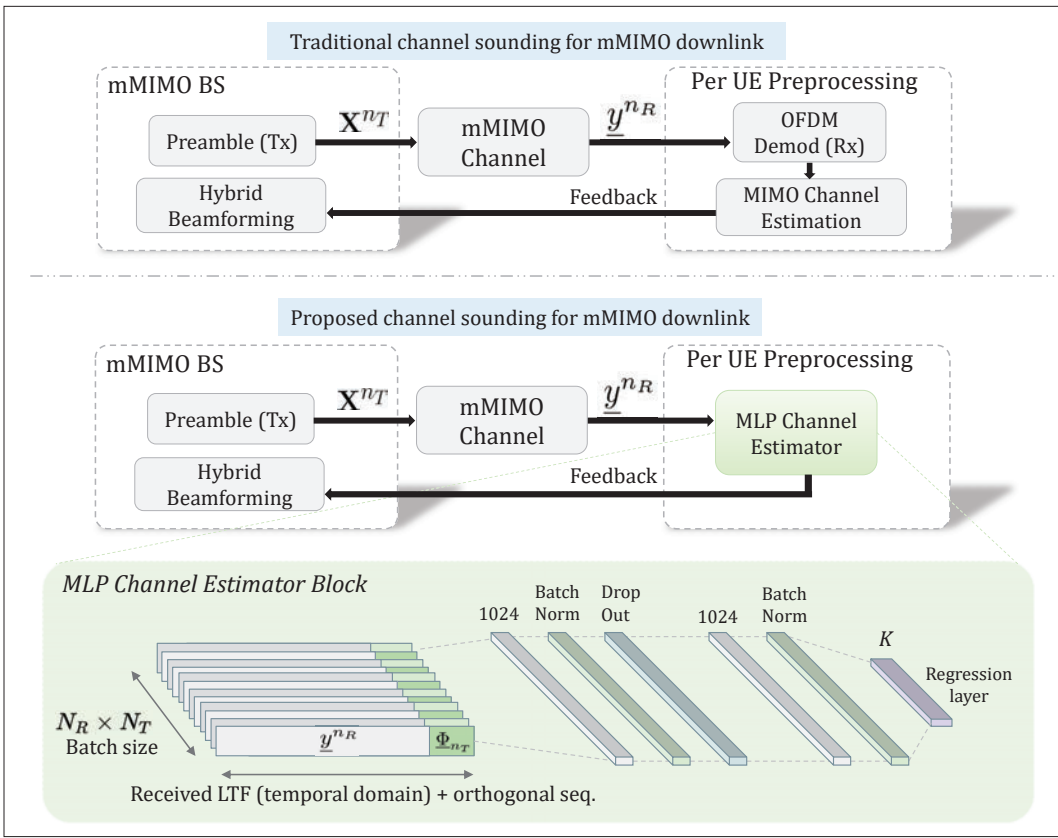 Traditional channel sounding for mMIMO downlink
mMIMO BS
Per UE Preprocessing
Preamble (Tx)
X^{n_T}
mMIMO
Channel
y^{n_R}
OFDM
Demod (Rx)
Hybrid
Beamforming
Feedback
MIMO Channel
Estimation
Proposed channel sounding for mMIMO downlink
mMIMO BS
Per UE Preprocessing
Preamble (Tx)
X^{n_T}
mMIMO
Channel
y^{n_R}
MLP Channel
Estimator
Hybrid
Beamforming
Feedback
MLP Channel Estimator Block
1024
Batch
Norm
Drop
Out
1024
Batch
Norm
K
Regression
layer
N_R × N_T
Batch size
y^{n_R}
Φ_{n_T}
Received LTF (temporal domain) + orthogonal seq.